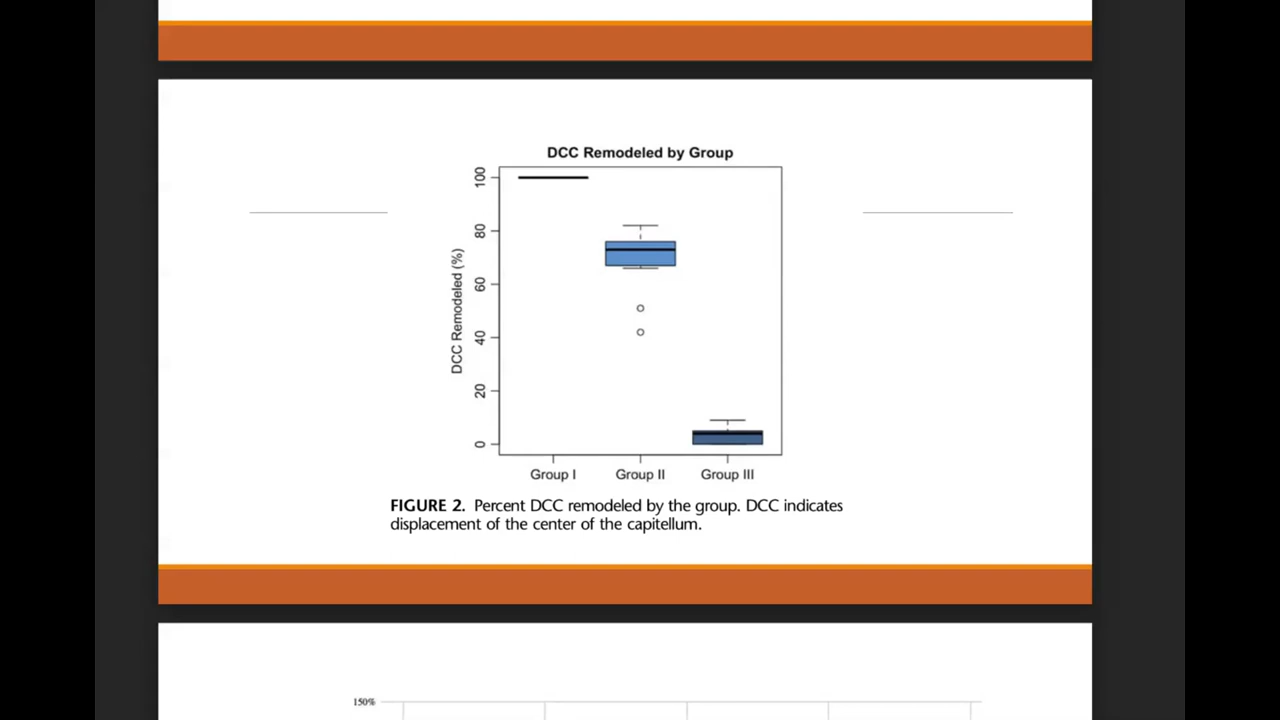 DCC Remodeled by Group
DCC Remodeled (%)
100
80
60
40
20
0
Group I Group II Group III
FIGURE 2. Percent DCC remodeled by the group. DCC indicates
displacement of the center of the capitellum.
150%